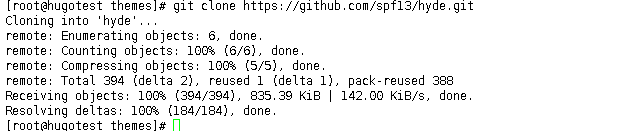 [root@hugotest themes]# git clone https://github.com/spf13/hyde.git
Cloning into 'hyde'...
remote: Enumerating objects: 6, done.
remote: Counting objects: 100% (6/6), done.
remote: Compressing objects: 100% (5/5), done.
remote: Total 394 (delta 2), reused 1 (delta 1), pack-reused 388
Receiving objects: 100% (394/394), 835.39 KiB | 142.00 KiB/s, done.
Resolving deltas: 100% (184/184), done.
[root@hugotest themes]#